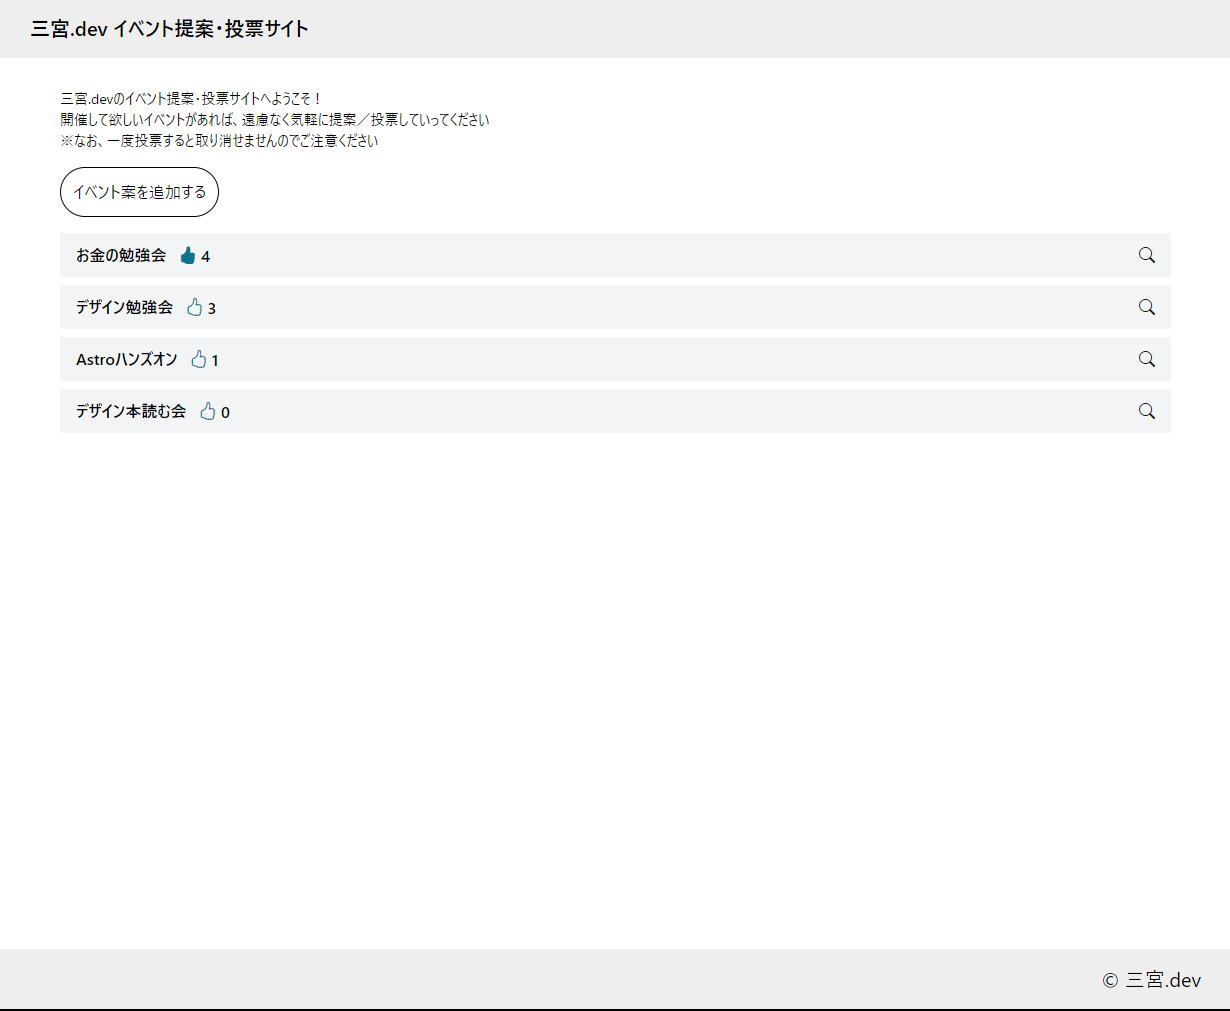 三宮.dev イベント提案・投票サイト
三宮.devのイベント提案・投票サイトへようこそ！
開催して欲しいイベントがあれば、遠慮なく気軽に提案／投票していってください
※なお、一度投票すると取り消せませんのでご注意ください
イベント案を追加する
お金の勉強会 4
デザイン勉強会 3
Astroハンズオン 1
デザイン本読む会 0
© 三宮.dev